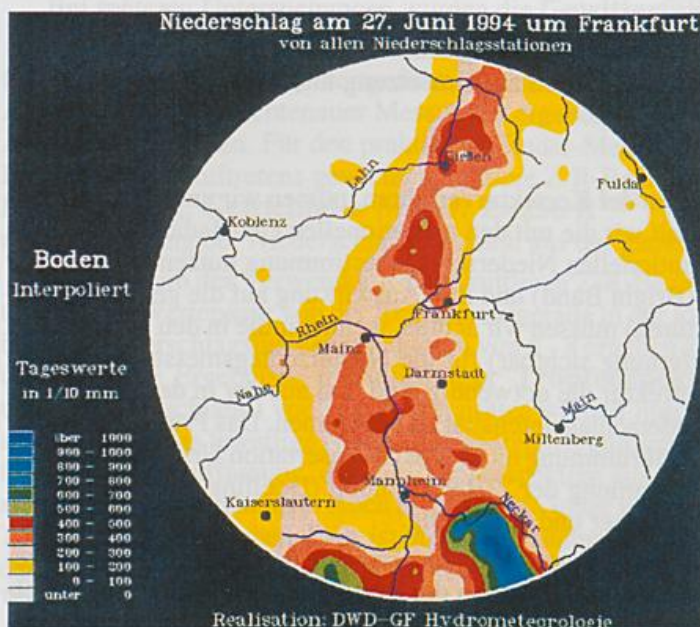 Niederschlag am 27. Juni 1994 um Frankfurt
von allen Niederschlagsstationen
Gießen
Lahn
Fulda
Koblenz
Boden
Interpoliert
Frankfurt
Rhein
Mainz
Tageswerte
in 1/10 mm
Darmstadt
Nahe
Main
Miltenberg
über 1000
900 - 1000
800 - 900
700 - 800
600 - 700
500 - 600
400 - 500
300 - 400
200 - 300
100 - 200
0 - 100
unter 0
Mannheim
Neckar
Kaiserslautern
Realisation: DWD-GF Hydrometeorologie